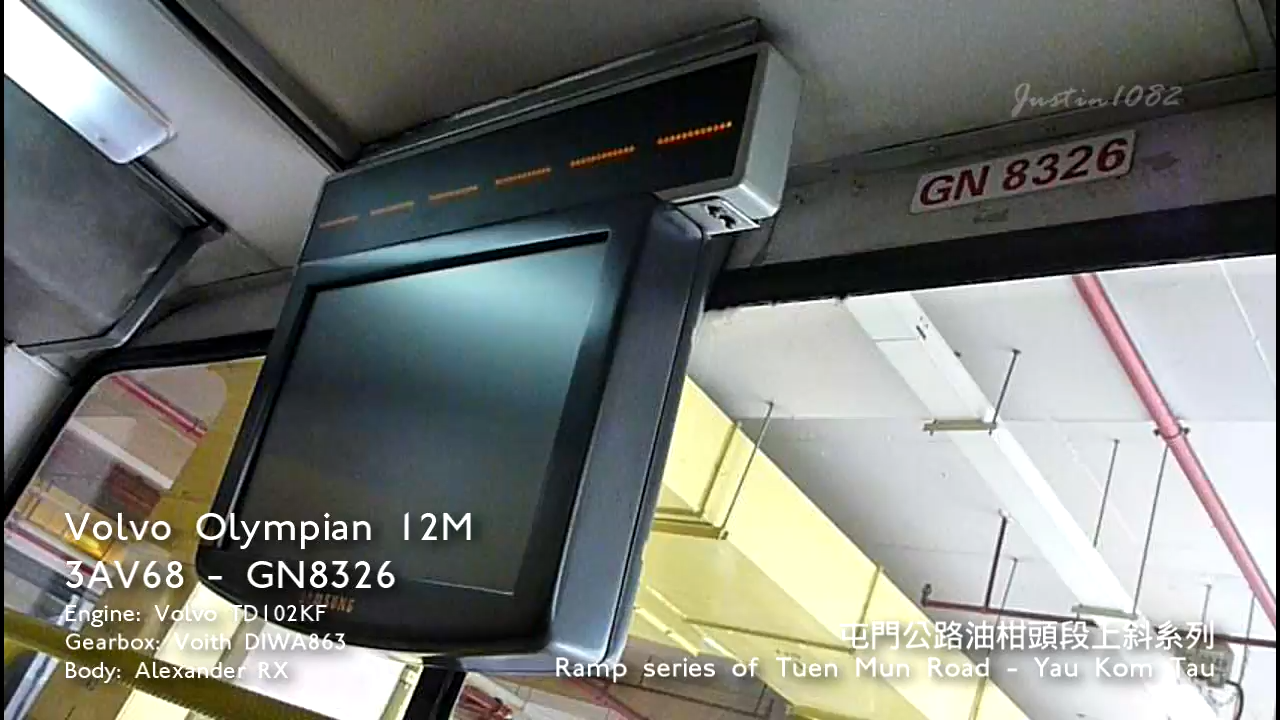 Justin1082
GN 8326
SAMSUNG
Volvo Olympian 12M
3AV68 - GN8326
Engine: Volvo TD102KF
Gearbox: Voith DIWA863
Body: Alexander RX
屯門公路油柑頭段上斜系列
Ramp series of Tuen Mun Road - Yau Kom Tau